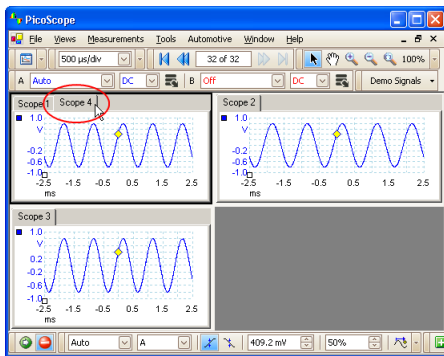 PicoScope
File Views Measurements Tools Automotive Window Help
500 µs/div 32 of 32 100%
A Auto DC B Off DC Demo Signals
Scope 1 Scope 4 Scope 2
1.0 1.0
V V
-0.2 -0.2
-0.6 -0.6
-1.0 -1.0
-2.5 -1.5 -0.5 0.5 1.5 2.5 -2.5 -1.5 -0.5 0.5 1.5 2.5
ms ms
Scope 3
1.0
V
0.2
-0.2
-0.6
-1.0
-2.5 -1.5 -0.5 0.5 1.5 2.5
ms
Auto A 409.2 mV 50%